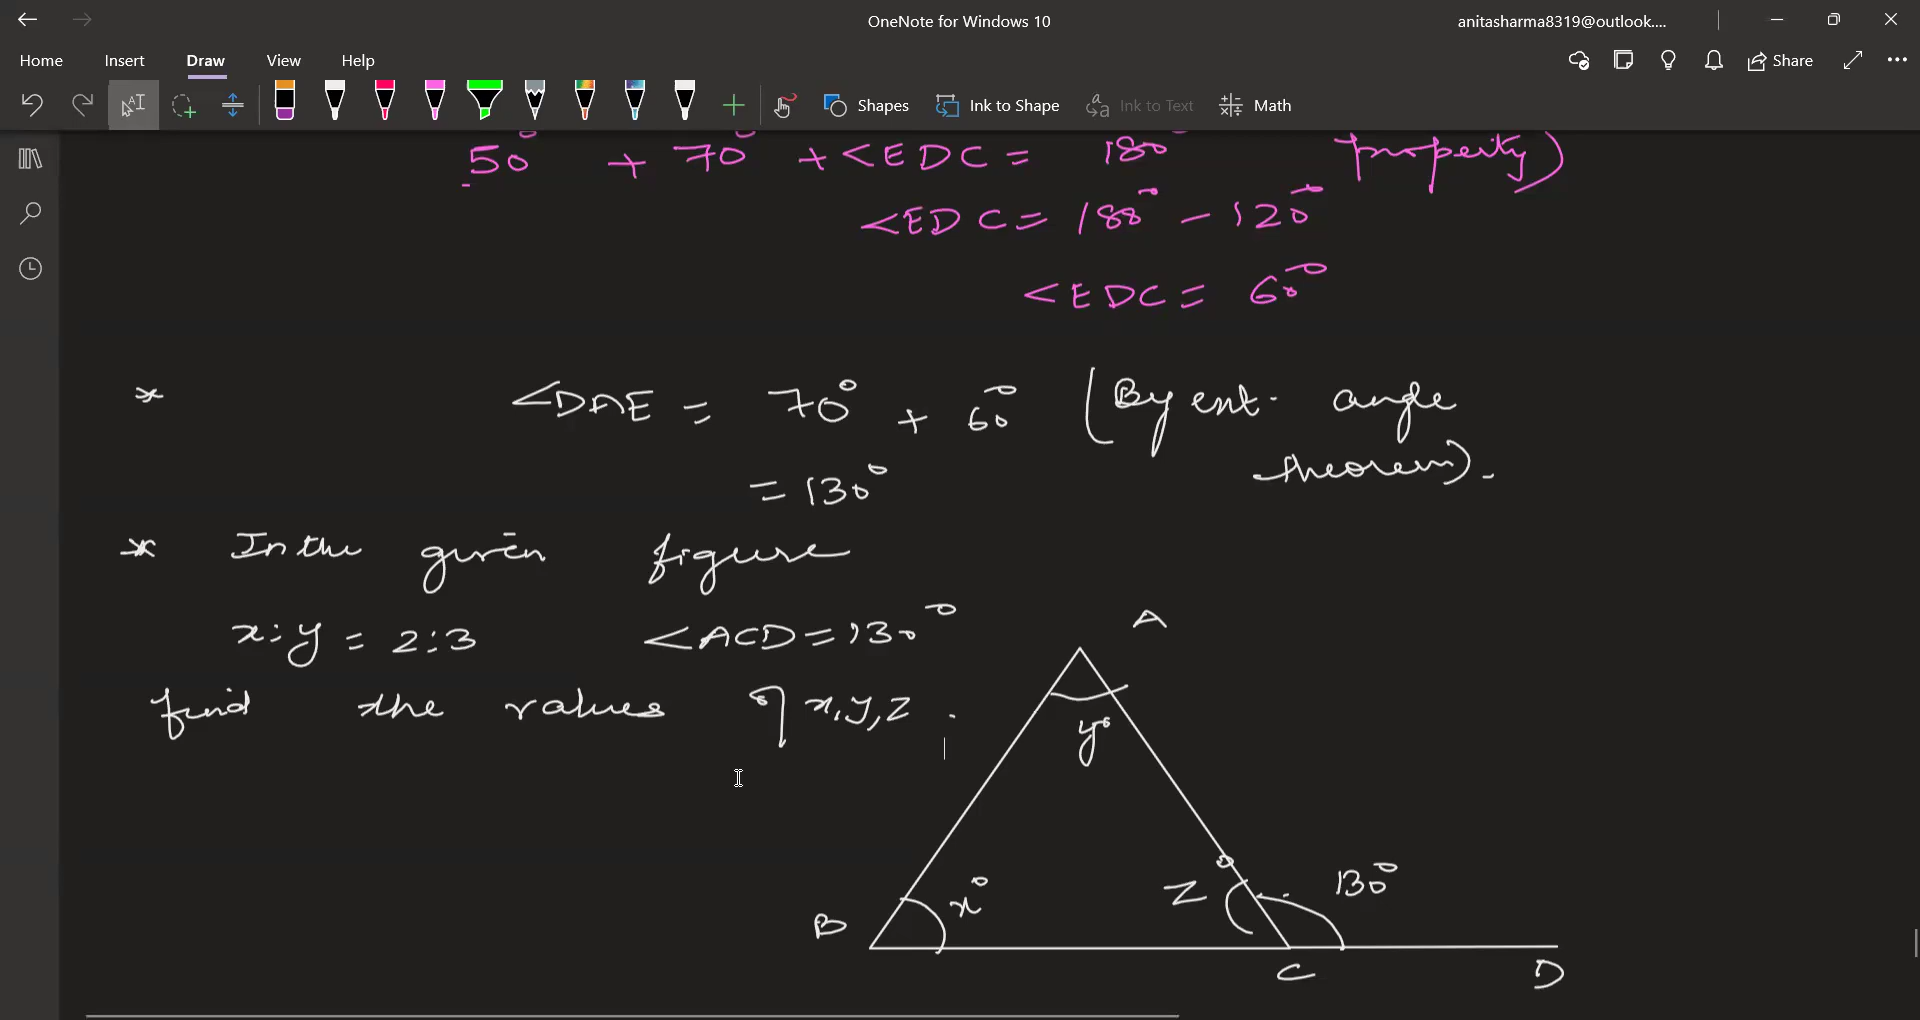 OneNote for Windows 10
anitasharma8319@outlook....
Home Insert Draw View Help
Share
Shapes Ink to Shape Ink to Text Math
50° + 70° + <EDC = 180° property)
<EDC = 180° - 120°
<EDC = 60°
* <DAE = 70° + 60° (By ext. angle
theorem).
= 130°
* In the given figure
x:y = 2:3 <ACD = 130°
find the values of x,y,z.
A
y°
x°
z°
130°
B
C
D